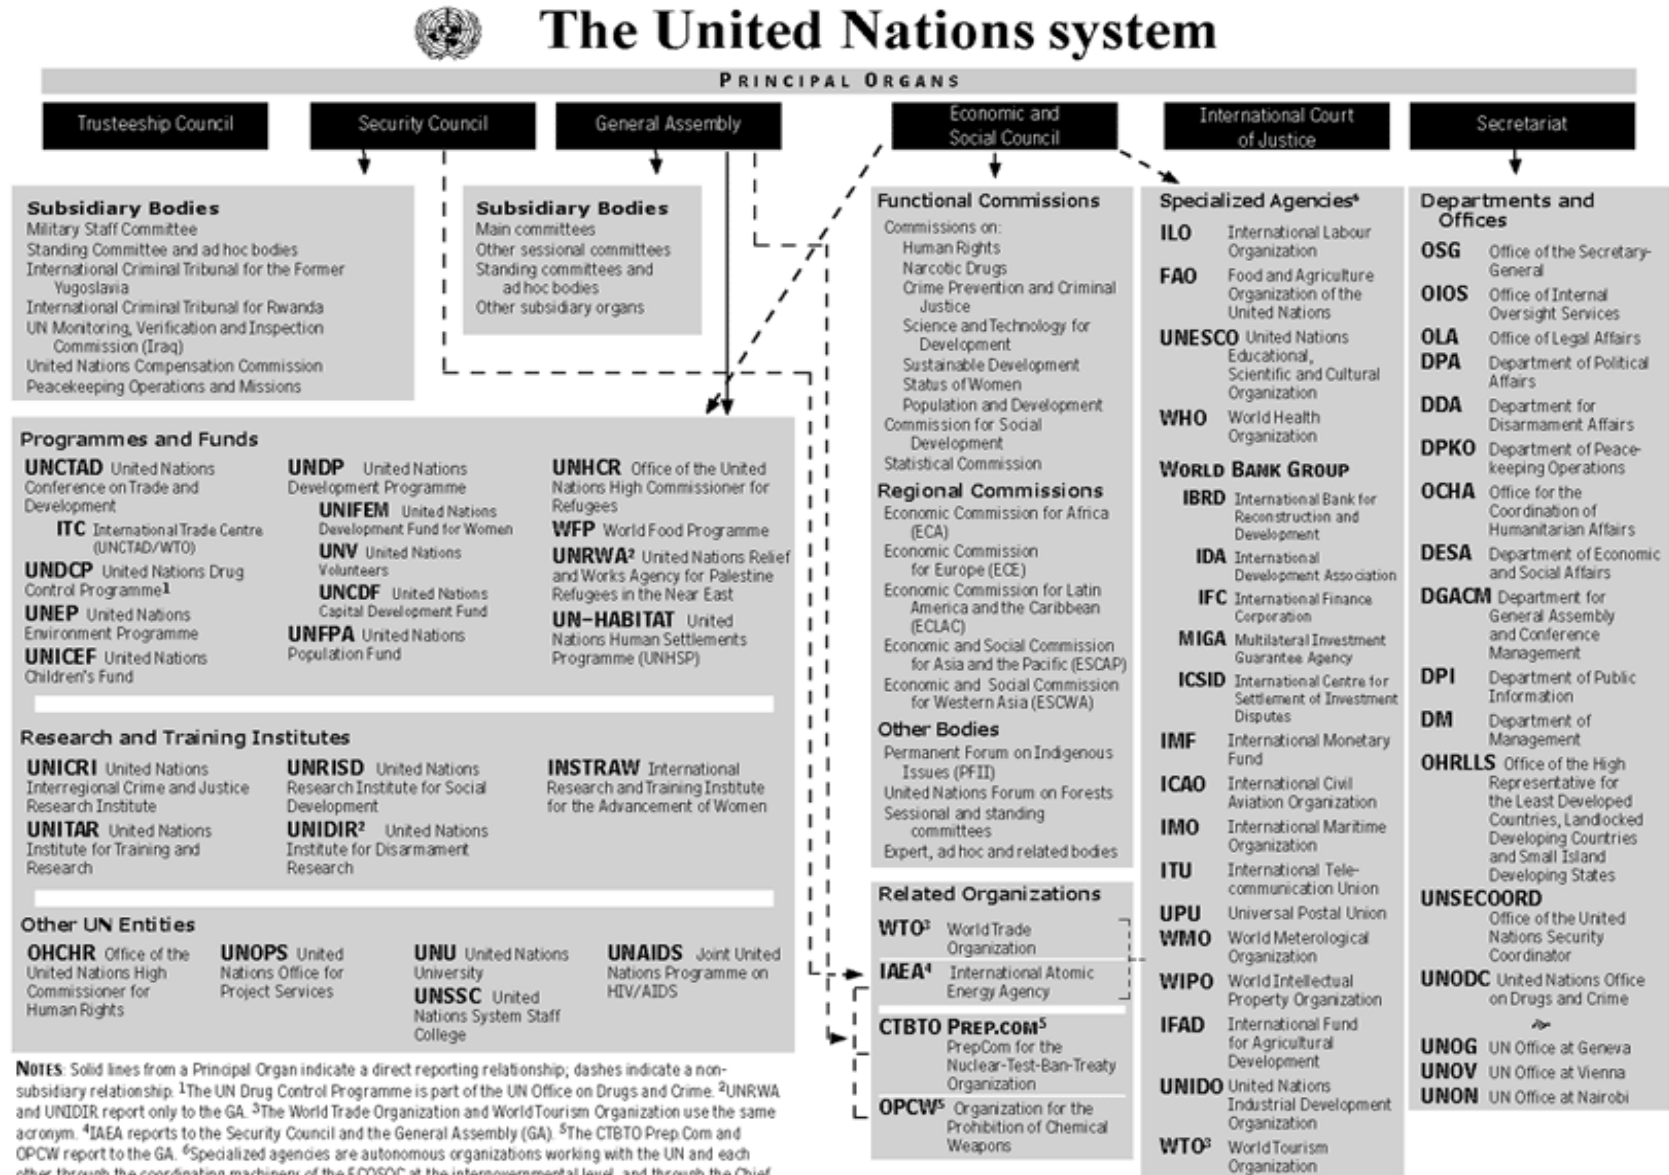 The United Nations system
PRINCIPAL ORGANS
Trusteeship Council
Security Council
General Assembly
Economic and
Social Council
International Court
of Justice
Secretariat
Subsidiary Bodies
Military Staff Committee
Standing Committee and ad hoc bodies
International Criminal Tribunal for the Former
Yugoslavia
International Criminal Tribunal for Rwanda
UN Monitoring, Verification and Inspection
Commission (Iraq)
United Nations Compensation Commission
Peacekeeping Operations and Missions
Subsidiary Bodies
Main committees
Other sessional committees
Standing committees and
ad hoc bodies
Other subsidiary organs
Programmes and Funds
UNCTAD United Nations
Conference on Trade and
Development
ITC International Trade Centre
(UNCTAD/WTO)
UNDCP United Nations Drug
Control Programme1
UNEP United Nations
Environment Programme
UNICEF United Nations
Children's Fund
UNDP United Nations
Development Programme
UNIFEM United Nations
Development Fund for Women
UNV United Nations
Volunteers
UNCDF United Nations
Capital Development Fund
UNFPA United Nations
Population Fund
UNHCR Office of the United
Nations High Commissioner for
Refugees
WFP World Food Programme
UNRWA2 United Nations Relief
and Works Agency for Palestine
Refugees in the Near East
UN-HABITAT United
Nations Human Settlements
Programme (UNHSP)
Research and Training Institutes
UNICRI United Nations
Interregional Crime and Justice
Research Institute
UNITAR United Nations
Institute for Training and
Research
UNRISD United Nations
Research Institute for Social
Development
UNIDIR2 United Nations
Institute for Disarmament
Research
INSTRAW International
Research and Training Institute
for the Advancement of Women
Other UN Entities
OHCHR Office of the
United Nations High
Commissioner for
Human Rights
UNOPS United
Nations Office for
Project Services
UNU United Nations
University
UNSSC United
Nations System Staff
College
UNAIDS Joint United
Nations Programme on
HIV/AIDS
Functional Commissions
Commissions on:
Human Rights
Narcotic Drugs
Crime Prevention and Criminal
Justice
Science and Technology for
Development
Sustainable Development
Status of Women
Population and Development
Commission for Social
Development
Statistical Commission
Regional Commissions
Economic Commission for Africa
(ECA)
Economic Commission
for Europe (ECE)
Economic Commission for Latin
America and the Caribbean
(ECLAC)
Economic and Social Commission
for Asia and the Pacific (ESCAP)
Economic and Social Commission
for Western Asia (ESCWA)
Other Bodies
Permanent Forum on Indigenous
Issues (PFII)
United Nations Forum on Forests
Sessional and standing
committees
Expert, ad hoc and related bodies
Related Organizations
WTO3 World Trade
Organization
IAEA4 International Atomic
Energy Agency
CTBTO PREP.COM5
PrepCom for the
Nuclear-Test-Ban-Treaty
Organization
OPCW5 Organization for the
Prohibition of Chemical
Weapons
Specialized Agencies6
ILO International Labour
Organization
FAO Food and Agriculture
Organization of the
United Nations
UNESCO United Nations
Educational,
Scientific and Cultural
Organization
WHO World Health
Organization
WORLD BANK GROUP
IBRD International Bank for
Reconstruction and
Development
IDA International
Development Association
IFC International Finance
Corporation
MIGA Multilateral Investment
Guarantee Agency
ICSID International Centre for
Settlement of Investment
Disputes
IMF International Monetary
Fund
ICAO International Civil
Aviation Organization
IMO International Maritime
Organization
ITU International Tele-
communication Union
UPU Universal Postal Union
WMO World Meterological
Organization
WIPO World Intellectual
Property Organization
IFAD International Fund
for Agricultural
Development
UNIDO United Nations
Industrial Development
Organization
WTO3 World Tourism
Organization
Departments and
Offices
OSG Office of the Secretary-
General
OIOS Office of Internal
Oversight Services
OLA Office of Legal Affairs
DPA Department of Political
Affairs
DDA Department for
Disarmament Affairs
DPKO Department of Peace-
keeping Operations
OCHA Office for the
Coordination of
Humanitarian Affairs
DESA Department of Economic
and Social Affairs
DGACM Department for
General Assembly
and Conference
Management
DPI Department of Public
Information
DM Department of
Management
OHRLLS Office of the High
Representative for
the Least Developed
Countries, Landlocked
Developing Countries
and Small Island
Developing States
UNSECOORD
Office of the United
Nations Security
Coordinator
UNODC United Nations Office
on Drugs and Crime
UNOG UN Office at Geneva
UNOV UN Office at Vienna
UNON UN Office at Nairobi
NOTES: Solid lines from a Principal Organ indicate a direct reporting relationship; dashes indicate a non-
subsidiary relationship. 1The UN Drug Control Programme is part of the UN Office on Drugs and Crime. 2UNRWA
and UNIDIR report only to the GA. 3The World Trade Organization and World Tourism Organization use the same
acronym. 4IAEA reports to the Security Council and the General Assembly (GA). 5The CTBTO Prep.Com and
OPCW report to the GA. 6Specialized agencies are autonomous organizations working with the UN and each
other through the coordinating machinery of the ECOSOC at the intergovernmental level, and through the Chief